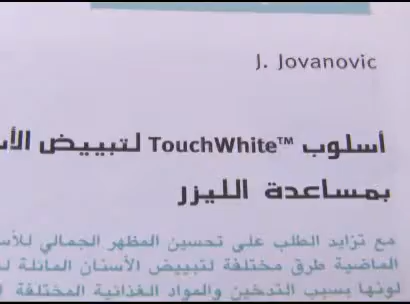 J. Jovanovic
أسلوب TouchWhite™ لتبييض
بمساعدة الليزر
مع تزايد الطلب على تحسين المظهر الجمالي
الماضية طرق مختلفة لتبييض الأسنان المائلة
لونها بسبب التدخين والمواد الغذائية المختلفة